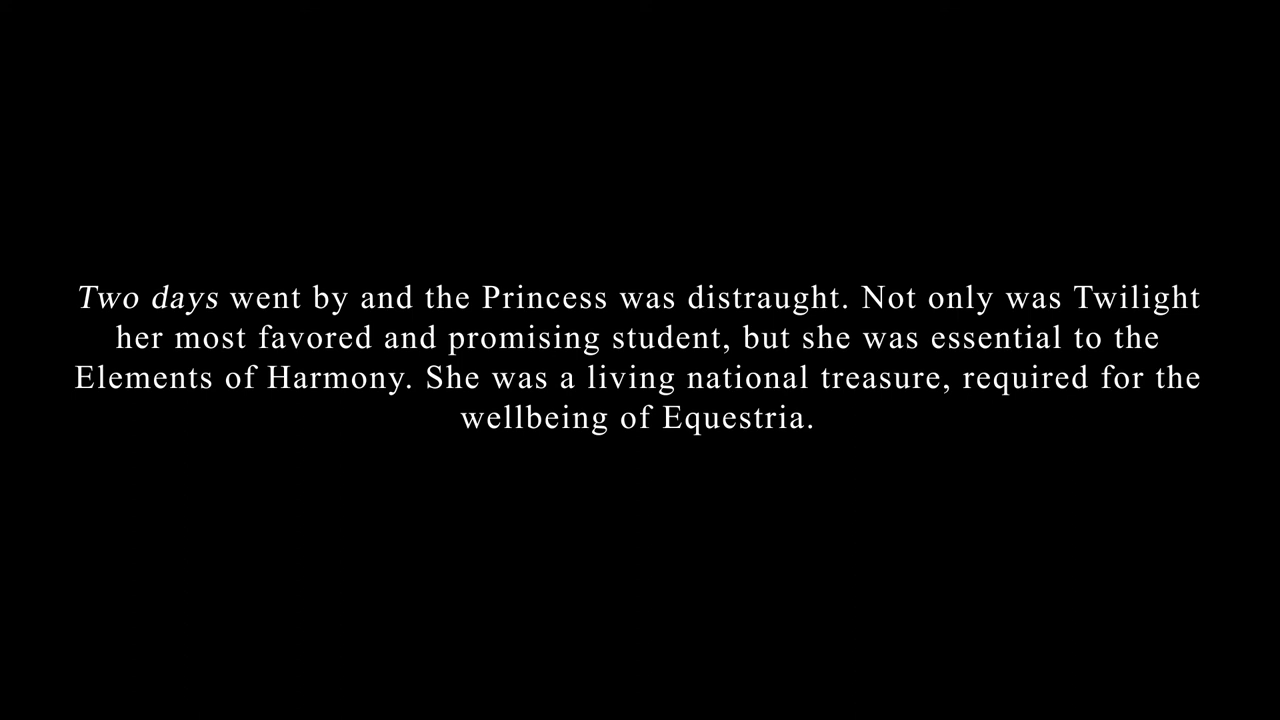 Two days went by and the Princess was distraught. Not only was Twilight
her most favored and promising student, but she was essential to the
Elements of Harmony. She was a living national treasure, required for the
wellbeing of Equestria.